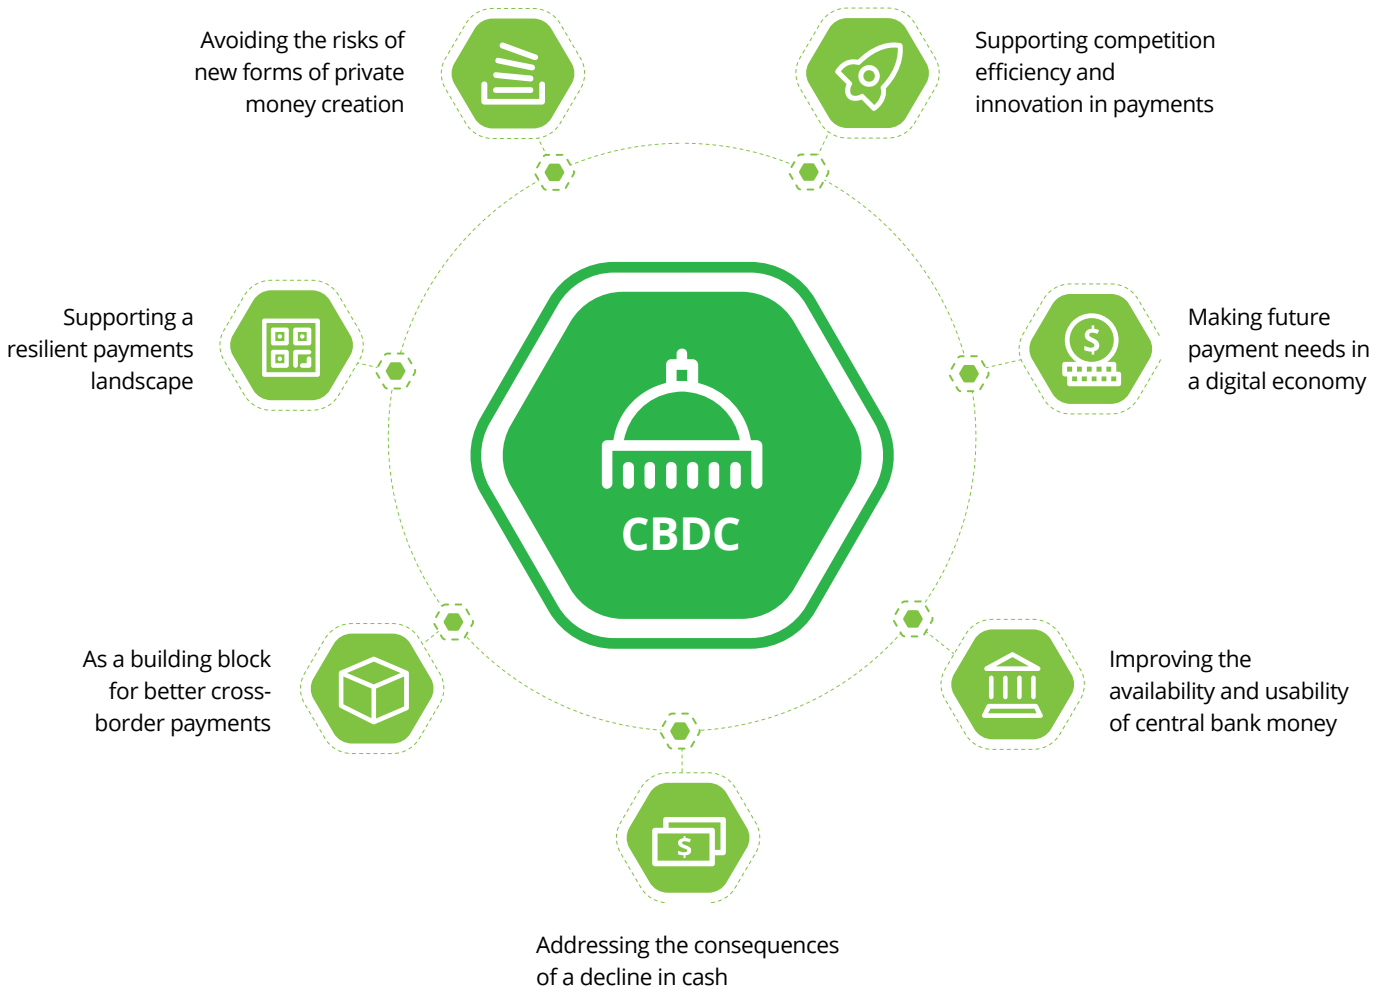 Avoiding the risks of
new forms of private
money creation
Supporting competition
efficiency and
innovation in payments
Supporting a
resilient payments
landscape
Making future
payment needs in
a digital economy
$
CBDC
As a building block
for better cross-
border payments
Improving the
availability and usability
of central bank money
$
Addressing the consequences
of a decline in cash